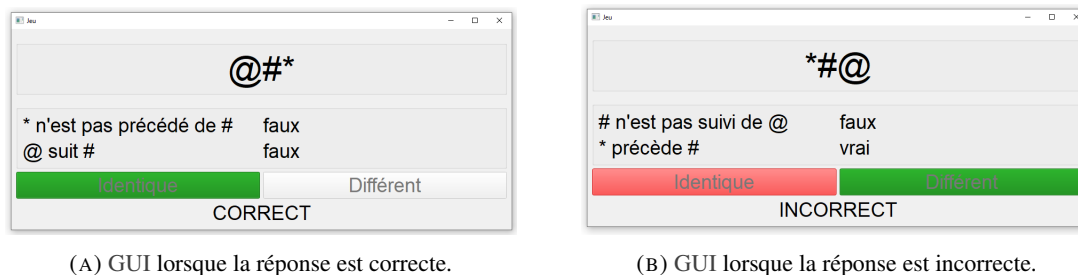 Jeu
@#*
* n'est pas précédé de # faux
@ suit # faux
Identique Différent
CORRECT
(A) GUI lorsque la réponse est correcte.
Jeu
*#@
# n'est pas suivi de @ faux
* précède # vrai
Identique Différent
INCORRECT
(B) GUI lorsque la réponse est incorrecte.